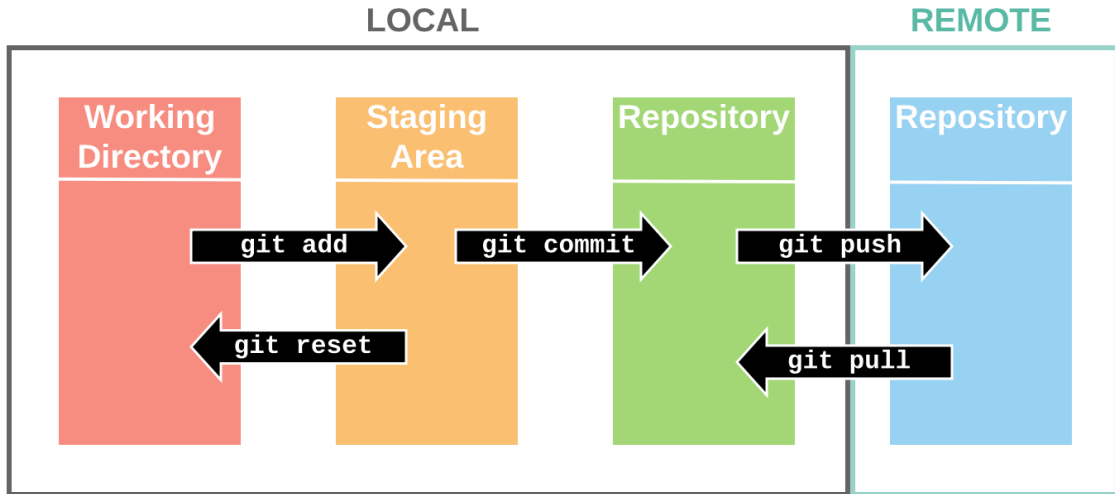 LOCAL
REMOTE
Working
Directory
Staging
Area
Repository
Repository
git add
git commit
git push
git reset
git pull